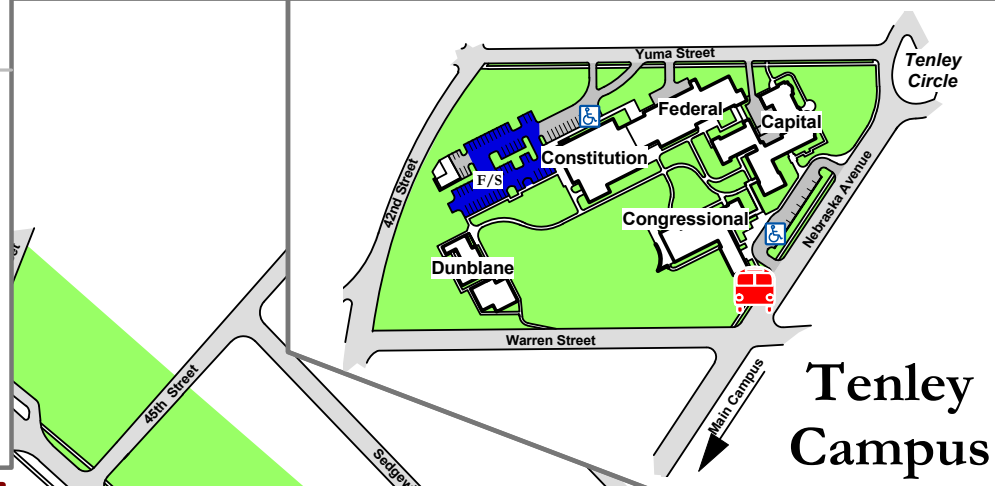 Yuma Street
Tenley
Circle
Federal
Capital
Constitution
F/S
42nd Street
Nebraska Avenue
Congressional
Dunblane
Warren Street
45th Street
Main Campus
Tenley
Campus